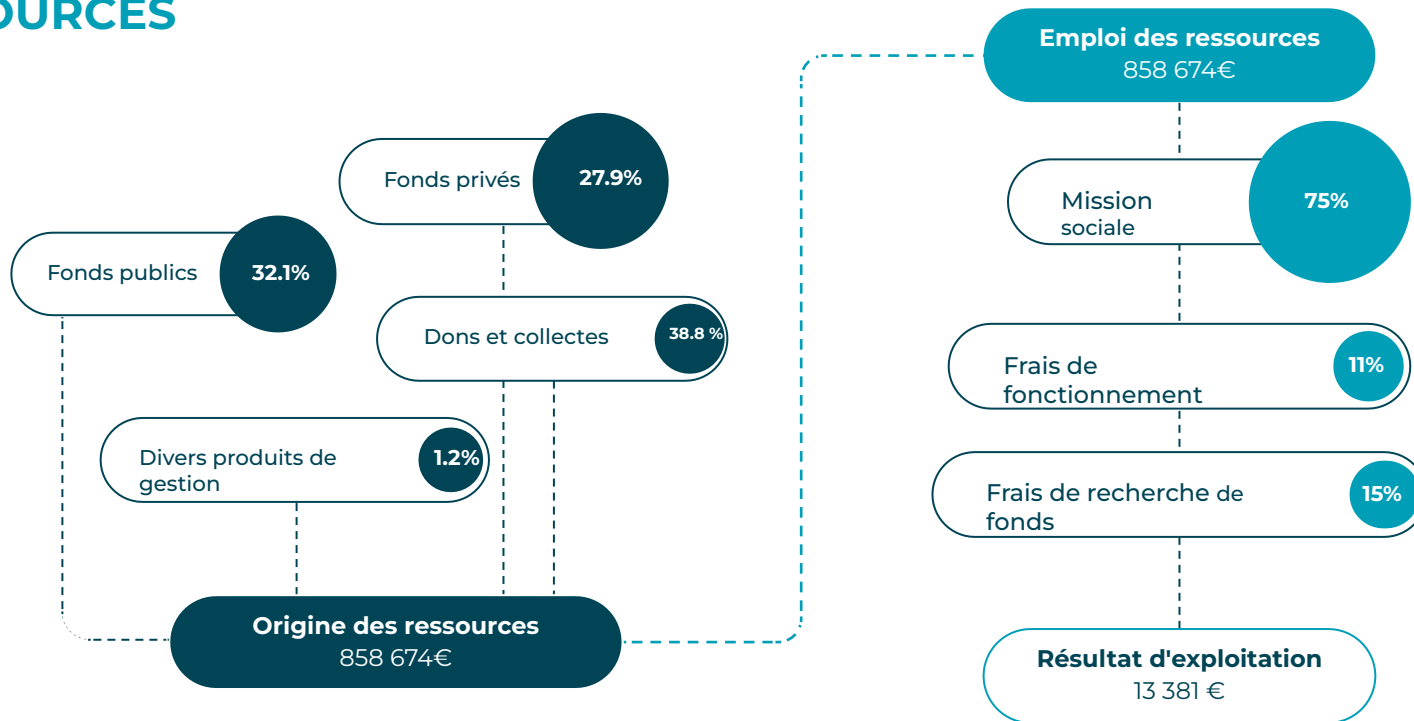 OURCES
Fonds privés
27.9%
Fonds publics
32.1%
Dons et collectes
38.8 %
Divers produits de
gestion
1.2%
Origine des ressources
858 674€
Emploi des ressources
858 674€
Mission
sociale
75%
Frais de
fonctionnement
11%
Frais de recherche de
fonds
15%
Résultat d'exploitation
13 381 €